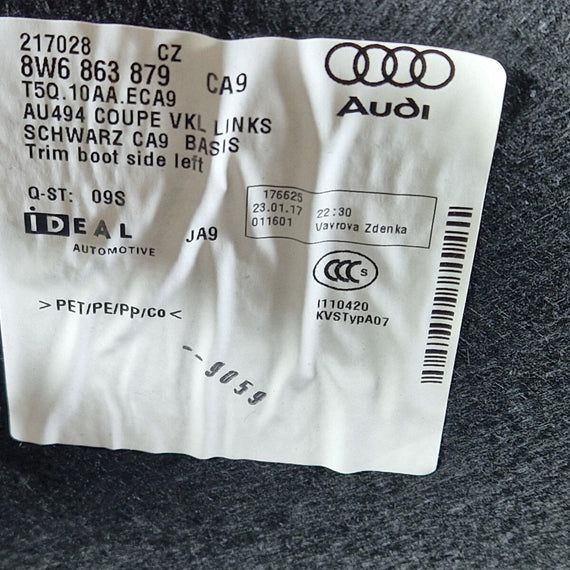 217028 CZ
8W6 863 879 CA9
T5Q.10AA.ECA9
AU494 COUPE VKL LINKS
SCHWARZ CA9 BASIS
Trim boot side left
Audi
Q-ST: 09S
iDEAL
AUTOMOTIVE
JA9
176625
23.01.17 22:30
011601 Vavrova Zdenka
CCC S
I110420
KVSTypA07
>PET/PE/PP/Co<
--9059